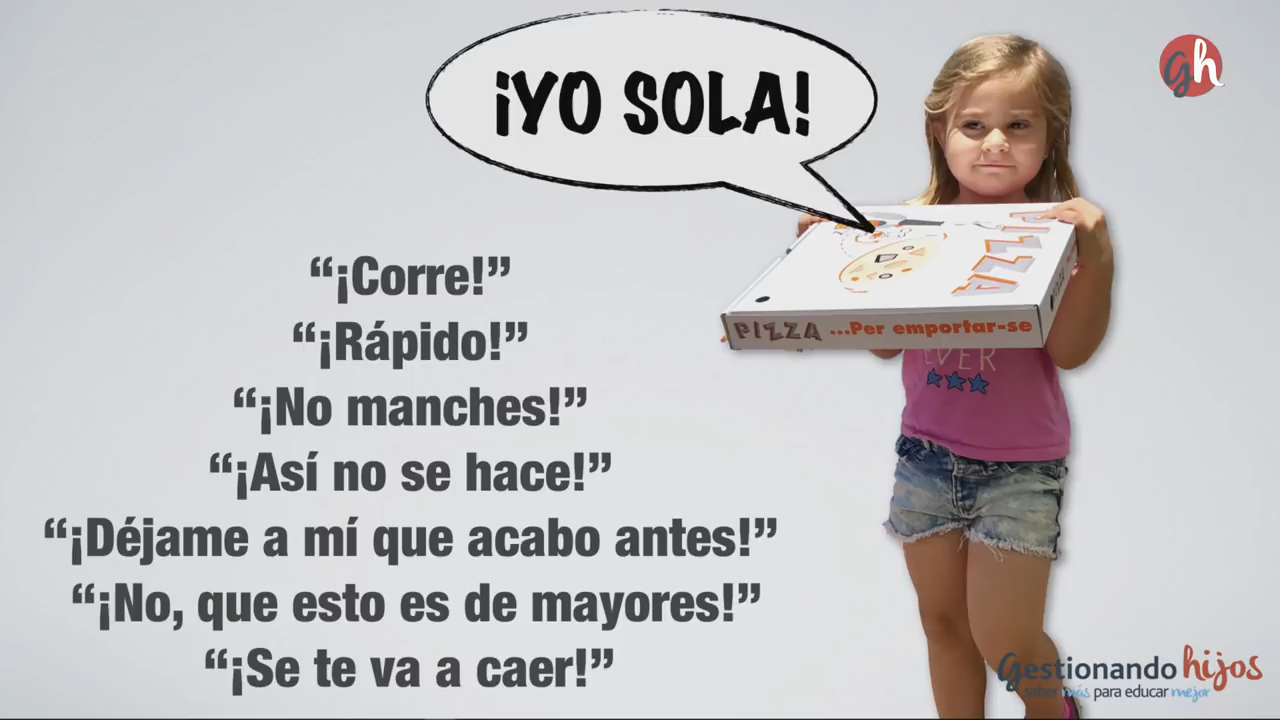 ¡YO SOLA!
gh
“¡Corre!”
“¡Rápido!”
“¡No manches!”
“¡Así no se hace!”
“¡Déjame a mí que acabo antes!”
“¡No, que esto es de mayores!”
“¡Se te va a caer!”
PIZZA
PIZZA ...Per emportar-se
EVER
Gestionando hijos
saber más para educar mejor